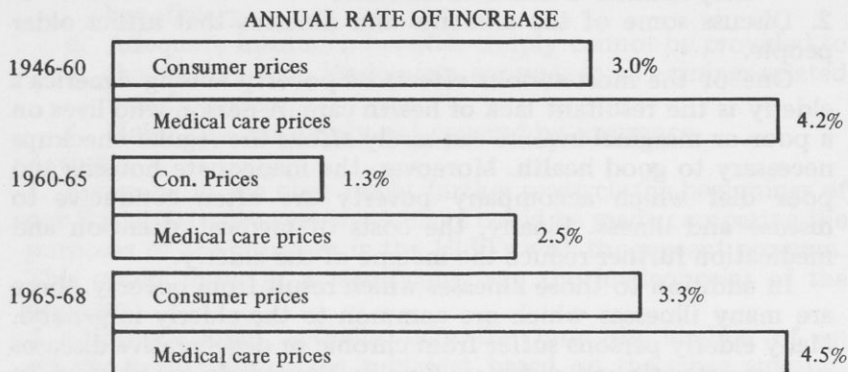 ANNUAL RATE OF INCREASE
1946-60 Consumer prices 3.0%
Medical care prices 4.2%
1960-65 Com. Prices 1.3%
Medical care prices 2.5%
1965-68 Consumer prices 3.3%
Medical care prices 4.5%